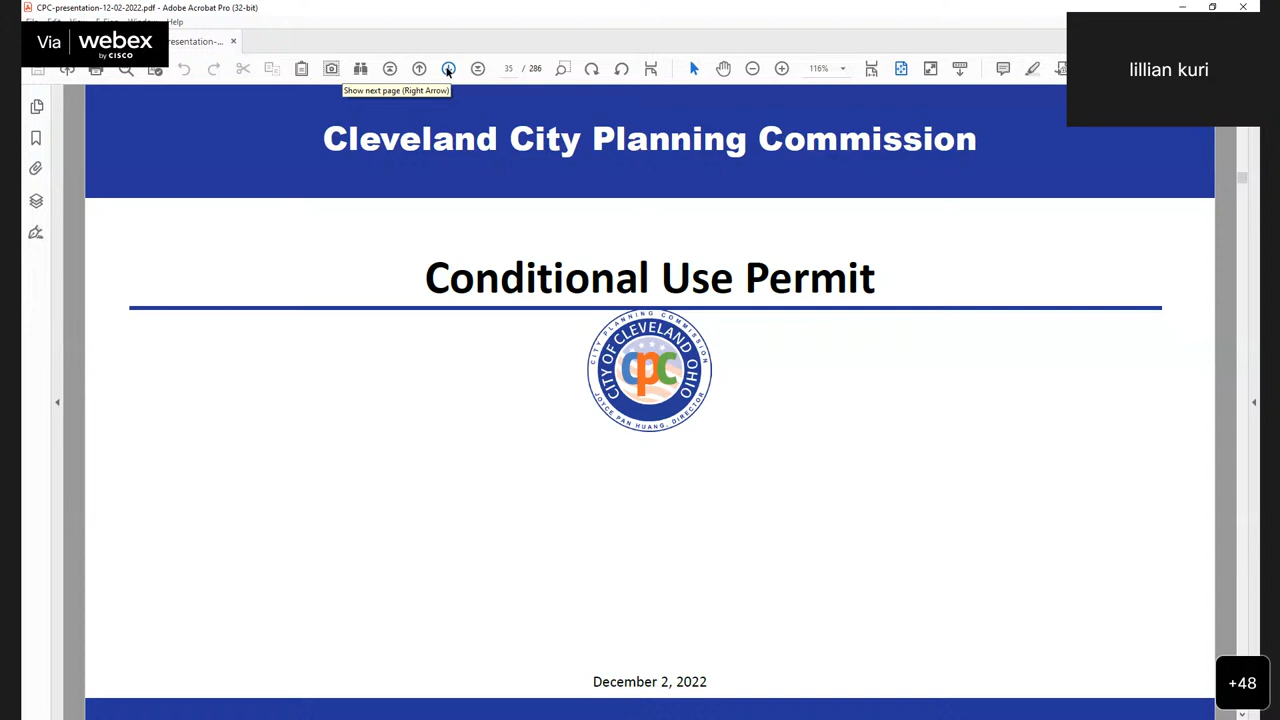 CPC-presentation-12-02-2022.pdf - Adobe Acrobat Pro (32-bit)
Help
Via webex
by CISCO
resentation-...
35 / 286
116%
Show next page (Right Arrow)
lillian kuri
Cleveland City Planning Commission
Conditional Use Permit
CITY PLANNING COMMISSION
CITY OF CLEVELAND, OHIO
cpc
JOYCE PAN HUANG, DIRECTOR
December 2, 2022
+48